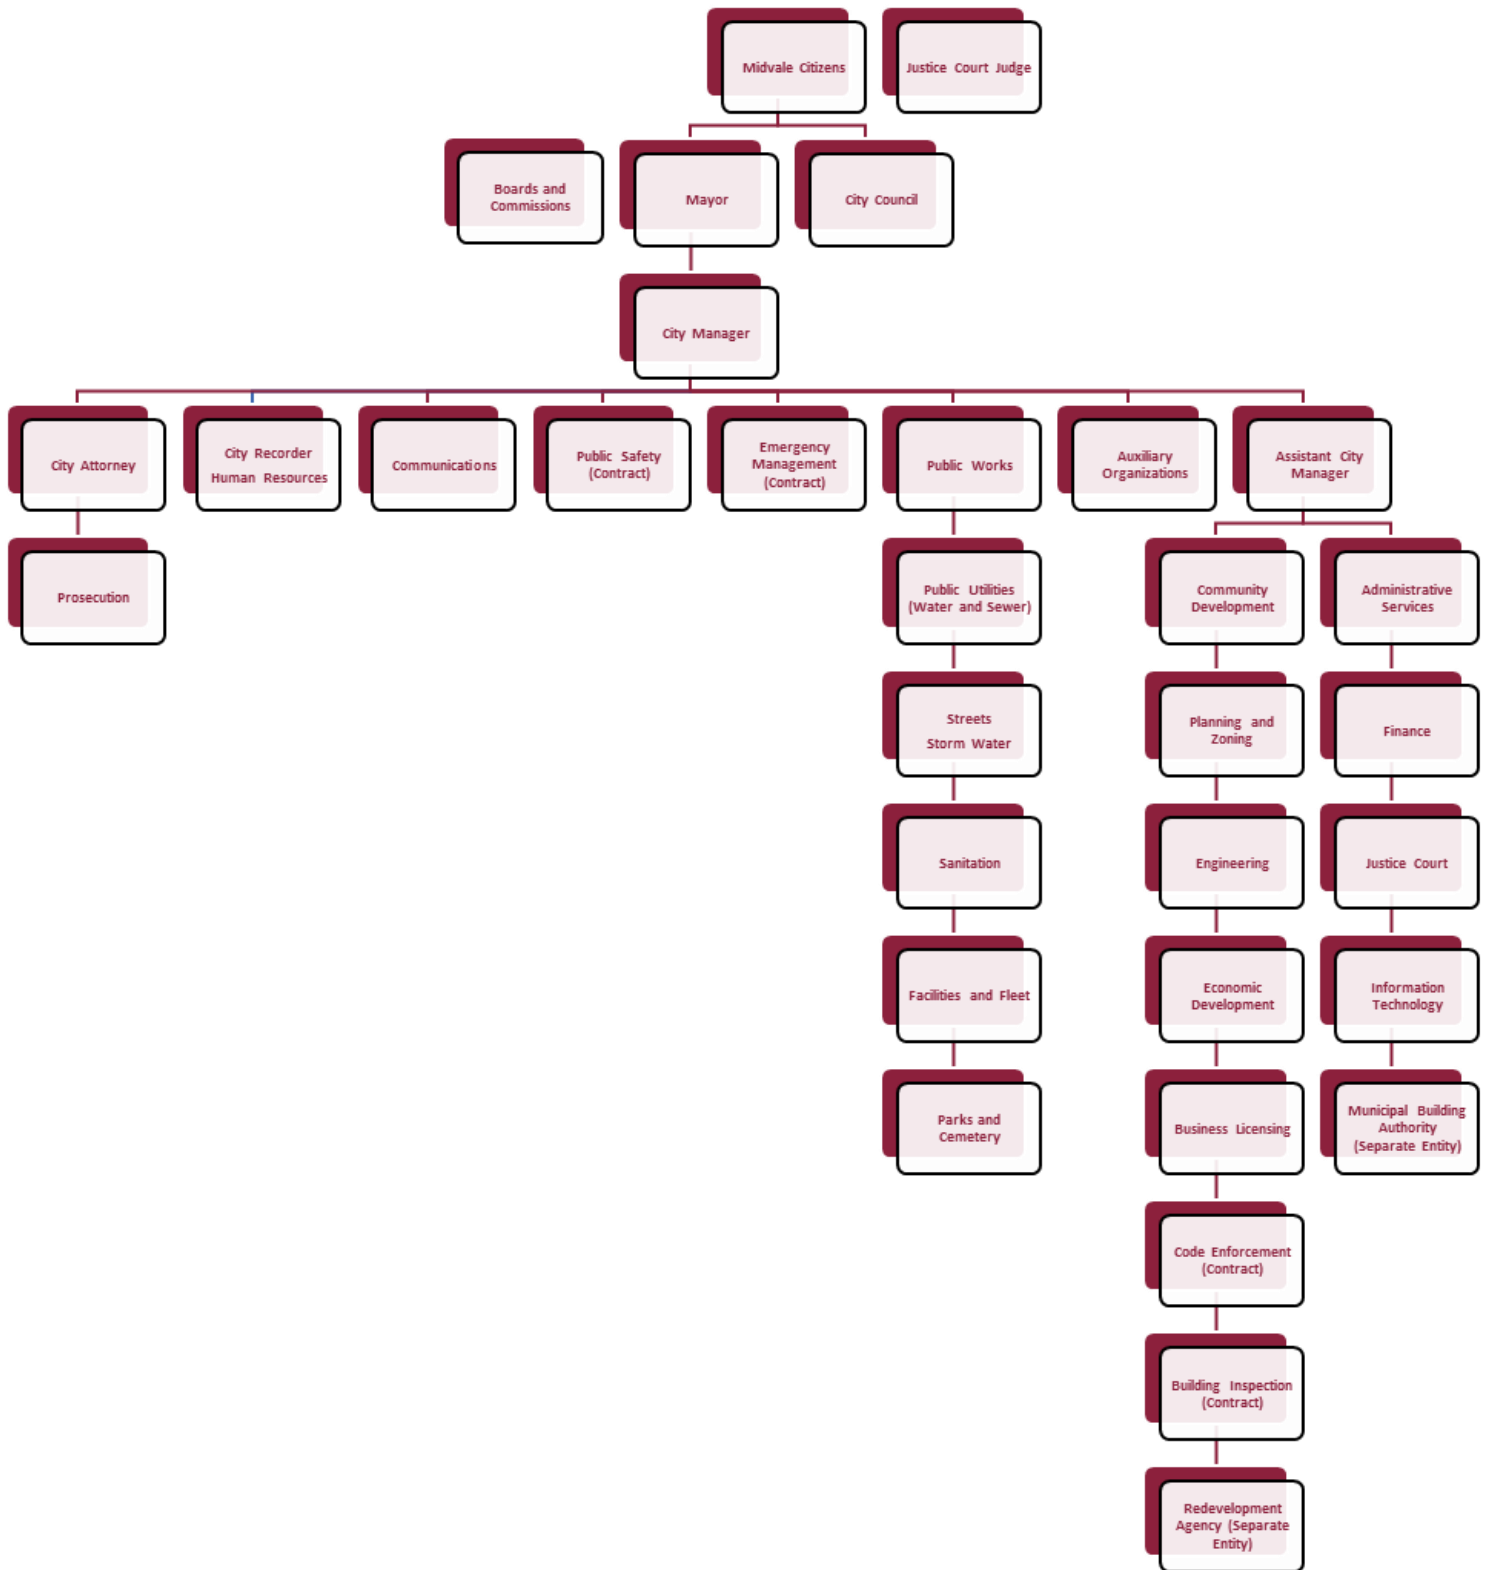 Midvale Citizens
Justice Court Judge
Boards and
Commissions
Mayor
City Council
City Manager
City Attorney
City Recorder
Human Resources
Communications
Public Safety
(Contract)
Emergency
Management
(Contract)
Public Works
Auxiliary
Organizations
Assistant City
Manager
Prosecution
Public Utilities
(Water and Sewer)
Community
Development
Administrative
Services
Streets
Storm Water
Planning and
Zoning
Finance
Sanitation
Engineering
Justice Court
Facilities and Fleet
Economic
Development
Information
Technology
Parks and
Cemetery
Business Licensing
Municipal Building
Authority
(Separate Entity)
Code Enforcement
(Contract)
Building Inspection
(Contract)
Redevelopment
Agency (Separate
Entity)